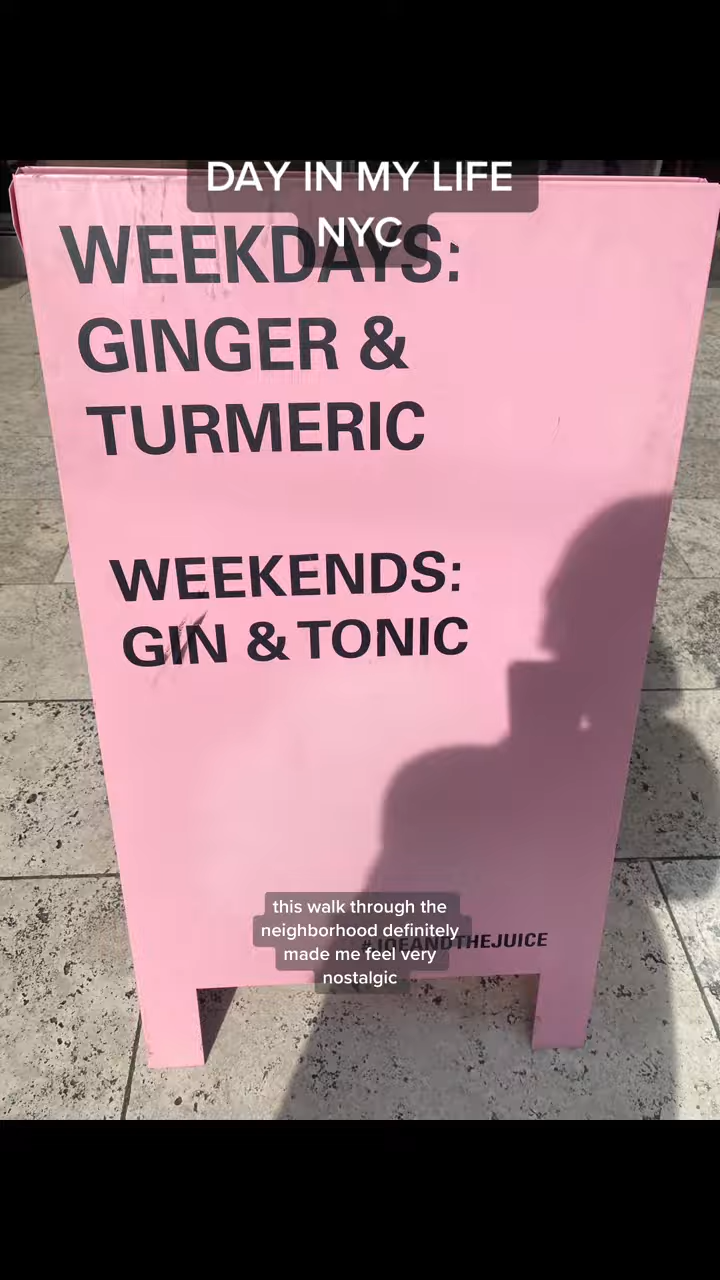 DAY IN MY LIFE
NYC
WEEKDAYS:
GINGER &
TURMERIC
WEEKENDS:
GIN & TONIC
this walk through the
neighborhood definitely
made me feel very
nostalgic
#JOEANDTHEJUICE